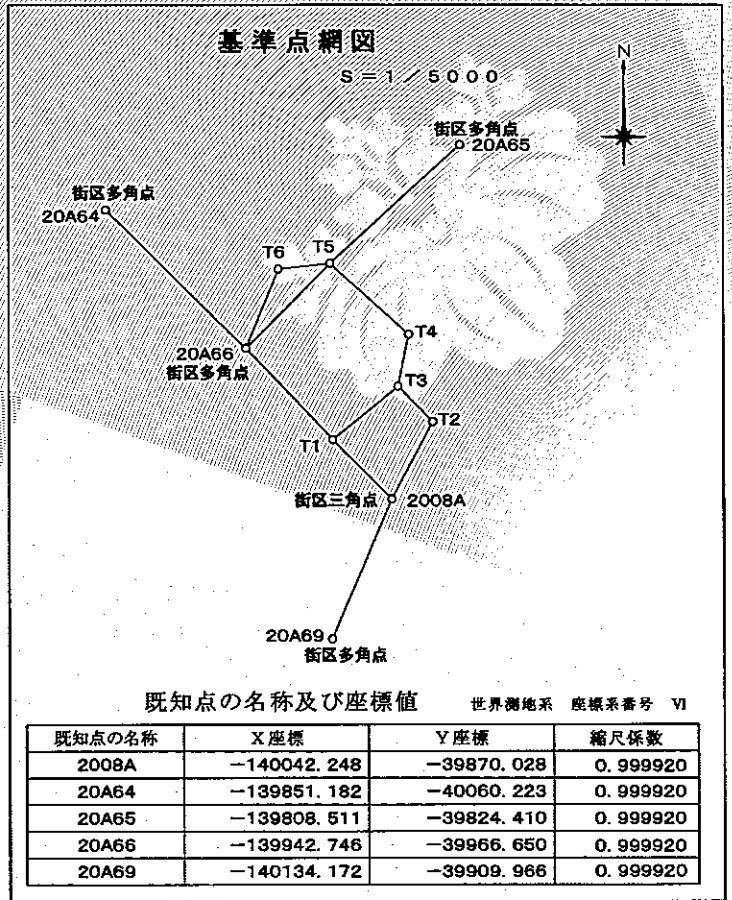 基準点網図
S=1/5000
N
街区多角点
20A65
街区多角点
20A64
T6
T5
T4
20A66
街区多角点
T3
T2
T1
街区三角点 2008A
20A69
街区多角点
既知点の名称及び座標値 世界測地系 座標系番号 Ⅵ
既知点の名称 X座標 Y座標 縮尺係数
2008A -140042.248 -39870.028 0.999920
20A64 -139851.182 -40060.223 0.999920
20A65 -139808.511 -39824.410 0.999920
20A66 -139942.746 -39966.650 0.999920
20A69 -140134.172 -39909.966 0.999920